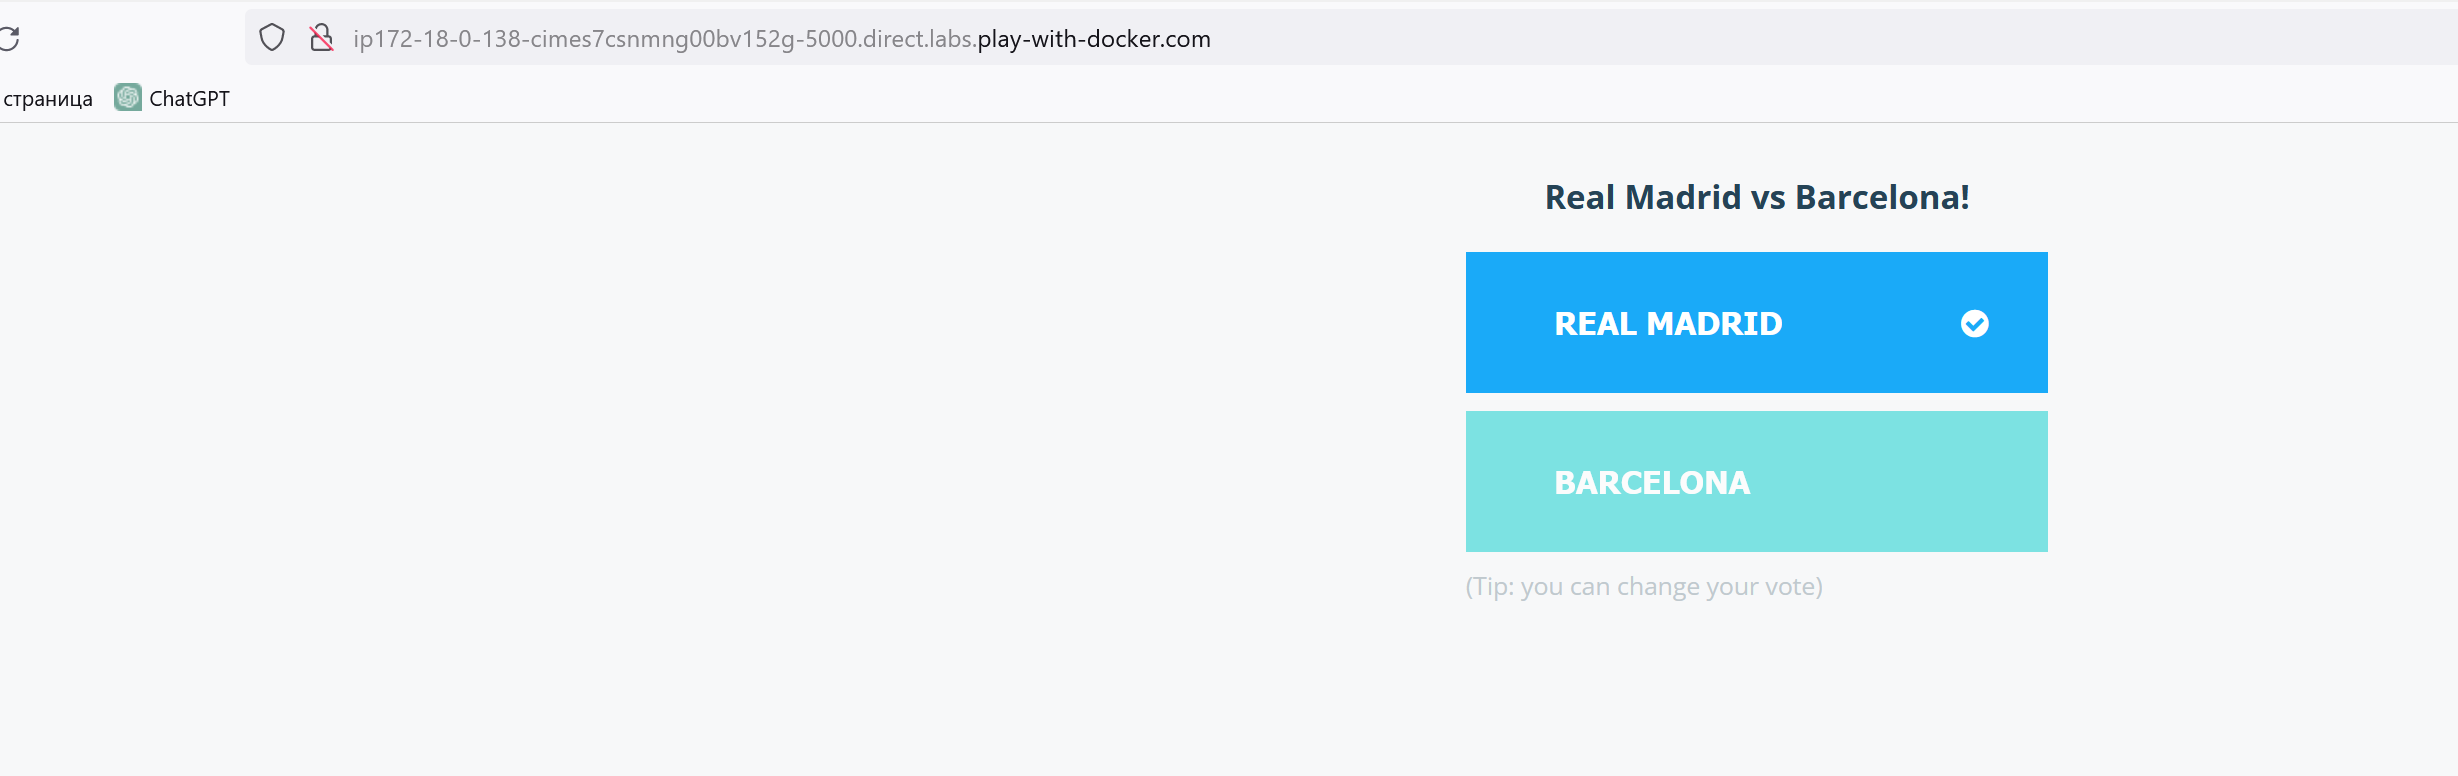 ip172-18-0-138-cimes7csnmng00bv152g-5000.direct.labs.play-with-docker.com
страница ChatGPT
Real Madrid vs Barcelona!
REAL MADRID
BARCELONA
(Tip: you can change your vote)